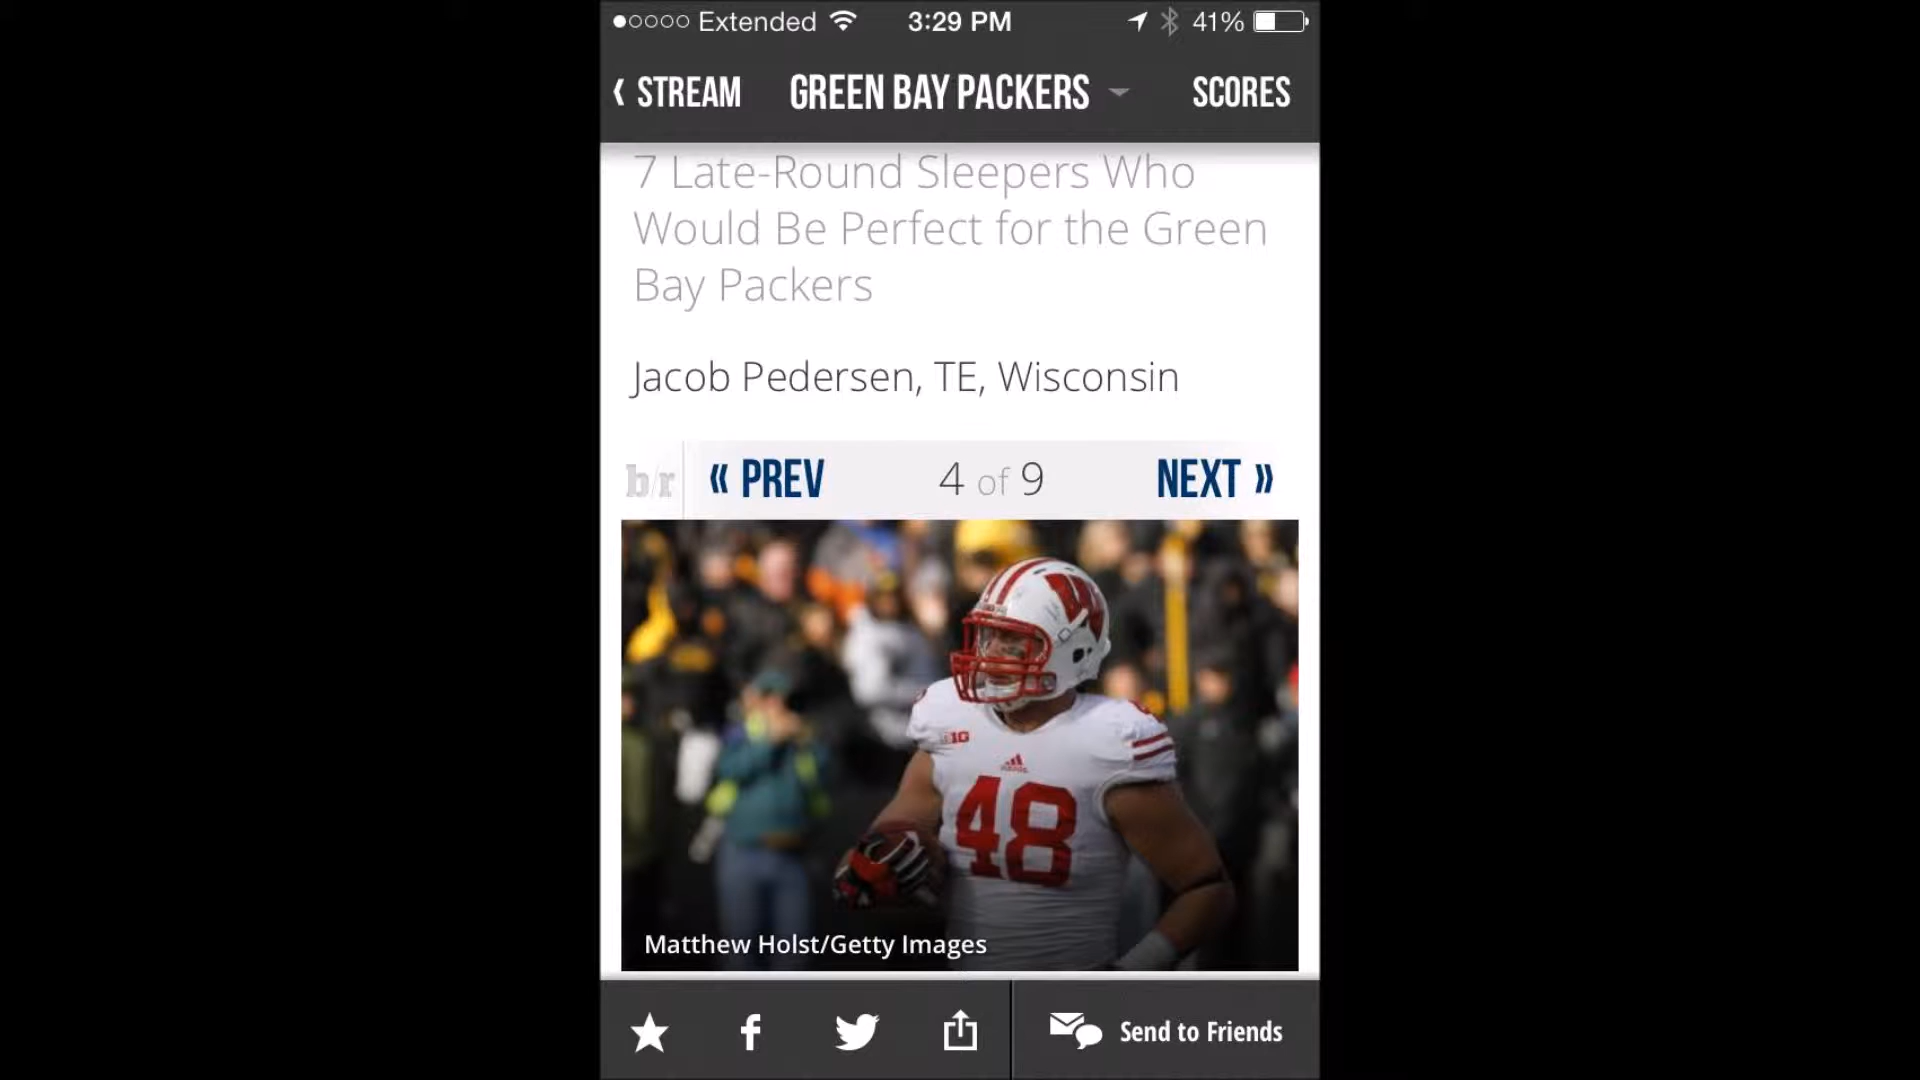 Extended 3:29 PM 41%
STREAM GREEN BAY PACKERS SCORES
7 Late-Round Sleepers Who
Would Be Perfect for the Green
Bay Packers
Jacob Pedersen, TE, Wisconsin
b/r « PREV 4 of 9 NEXT »
W
B1G
adidas
48
Matthew Holst/Getty Images
f Send to Friends